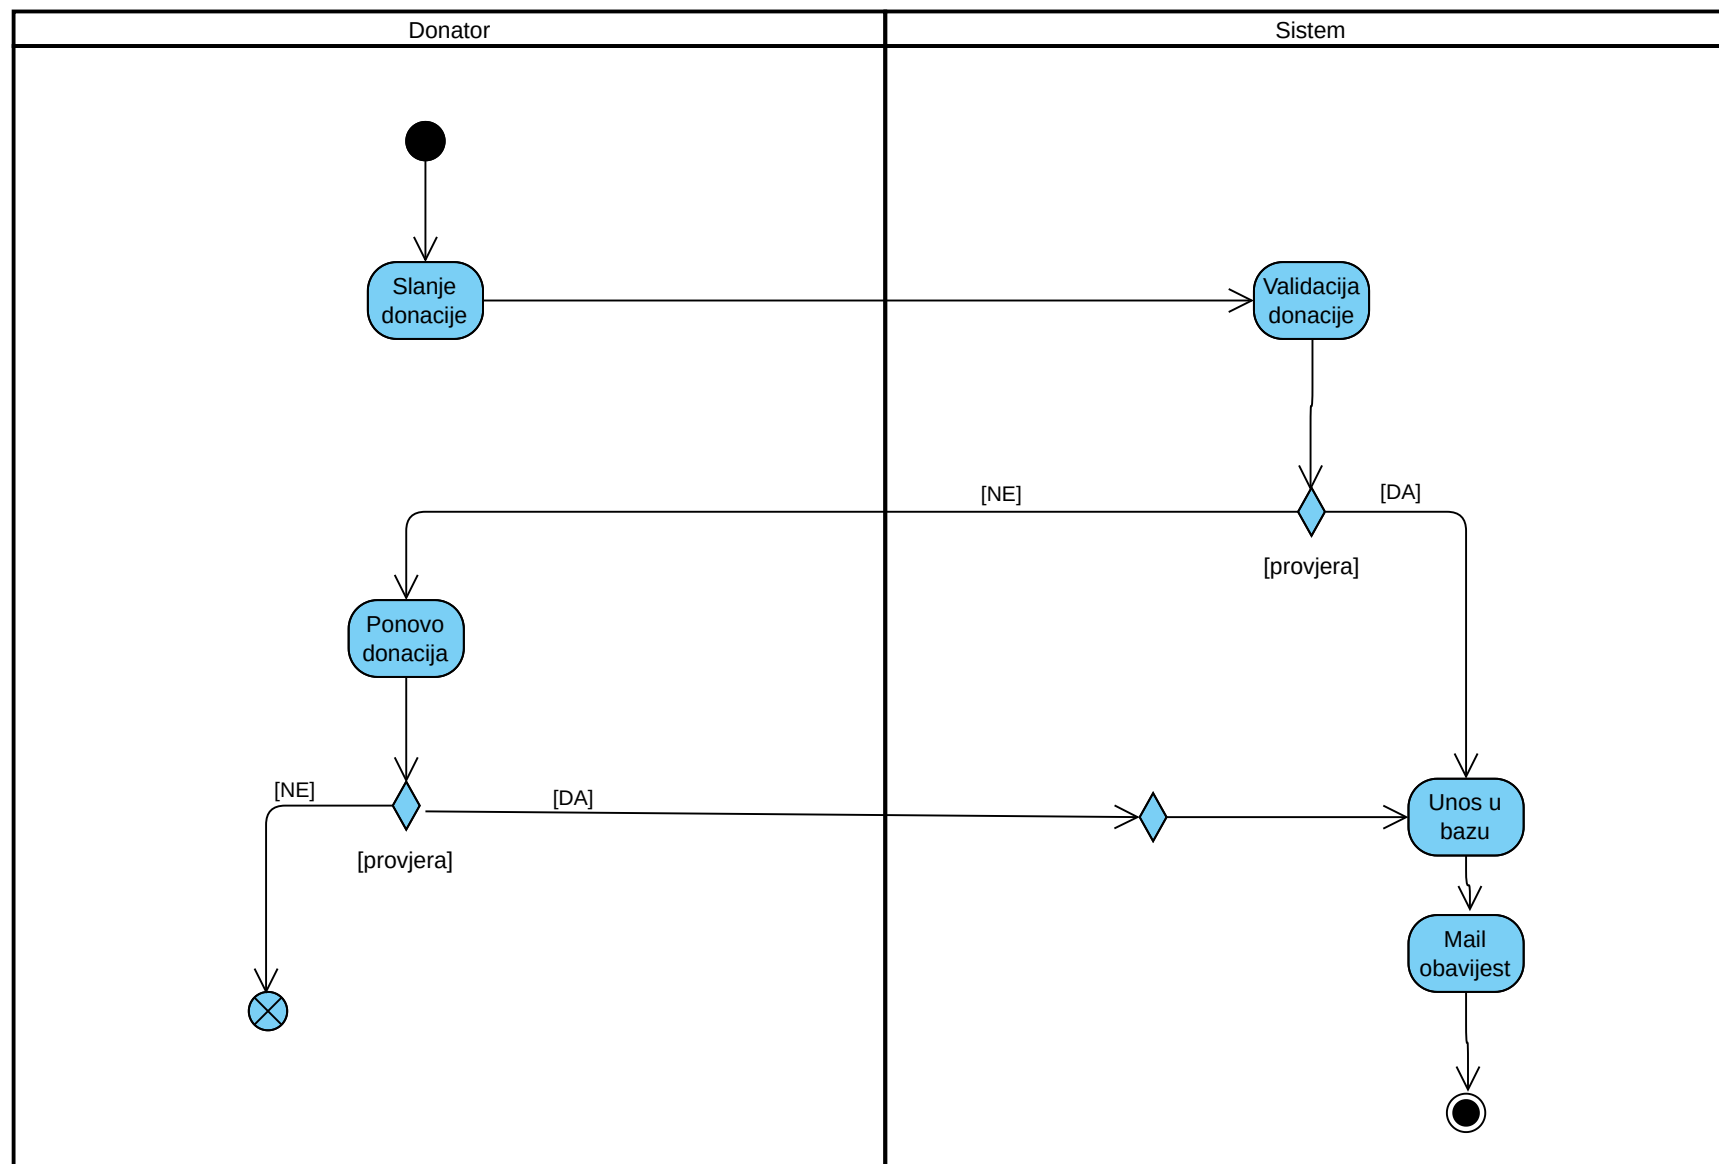 Donator
Sistem
Slanje
donacije
Validacija
donacije
[NE]
[DA]
[provjera]
Ponovo
donacija
[NE]
[DA]
[provjera]
Unos u
bazu
Mail
obavijest